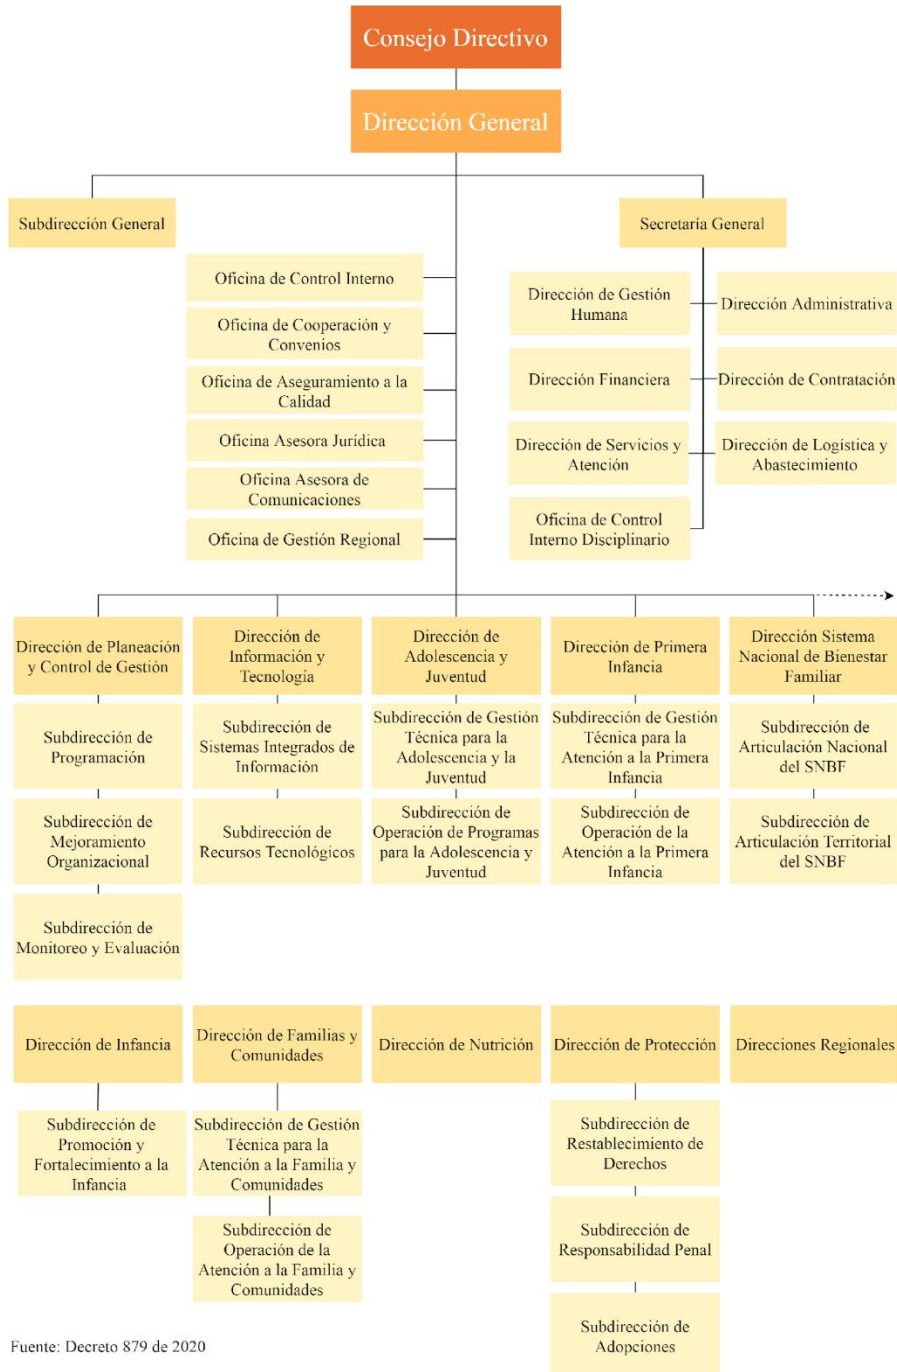 Consejo Directivo
Dirección General
Subdirección General
Secretaría General
Oficina de Control Interno
Oficina de Cooperación y
Convenios
Oficina de Aseguramiento a la
Calidad
Oficina Asesora Jurídica
Oficina Asesora de
Comunicaciones
Oficina de Gestión Regional
Dirección de Gestión
Humana
Dirección Administrativa
Dirección Financiera
Dirección de Contratación
Dirección de Servicios y
Atención
Dirección de Logística y
Abastecimiento
Oficina de Control
Interno Disciplinario
Dirección de Planeación
y Control de Gestión
Subdirección de
Programación
Subdirección de
Mejoramiento
Organizacional
Subdirección de
Monitoreo y Evaluación
Dirección de
Información y
Tecnología
Subdirección de
Sistemas Integrados de
Información
Subdirección de
Recursos Tecnológicos
Dirección de
Adolescencia y
Juventud
Subdirección de Gestión
Técnica para la
Adolescencia y la
Juventud
Subdirección de
Operación de Programas
para la Adolescencia y
Juventud
Dirección de Primera
Infancia
Subdirección de Gestión
Técnica para la
Atención a la Primera
Infancia
Subdirección de
Operación de la
Atención a la Primera
Infancia
Dirección Sistema
Nacional de Bienestar
Familiar
Subdirección de
Articulación Nacional
del SNBF
Subdirección de
Articulación Territorial
del SNBF
Dirección de Infancia
Subdirección de
Promoción y
Fortalecimiento a la
Infancia
Dirección de Familias y
Comunidades
Subdirección de Gestión
Técnica para la
Atención a la Familia y
Comunidades
Subdirección de
Operación de la
Atención a la Familia y
Comunidades
Dirección de Nutrición
Dirección de Protección
Subdirección de
Restablecimiento de
Derechos
Subdirección de
Responsabilidad Penal
Subdirección de
Adopciones
Direcciones Regionales
Fuente: Decreto 879 de 2020